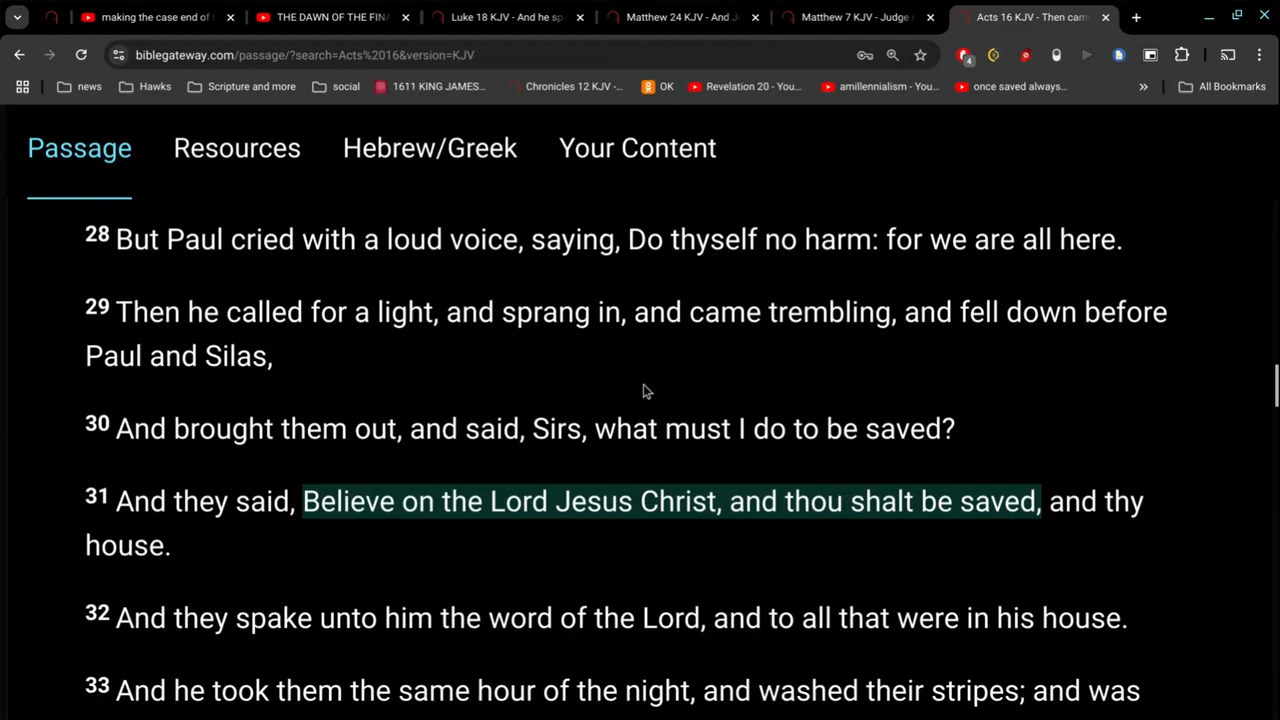 making the case end of
THE DAWN OF THE FINA
Luke 18 KJV - And he sp
Matthew 24 KJV - And J
Matthew 7 KJV - Judge
Acts 16 KJV - Then cam
biblegateway.com/passage/?search=Acts%2016&version=KJV
4
news
Hawks
Scripture and more
social
1611 KING JAMES...
Chronicles 12 KJV -...
OK
Revelation 20 - You...
amillennialism - You...
once saved always...
All Bookmarks
Passage
Resources
Hebrew/Greek
Your Content
28 But Paul cried with a loud voice, saying, Do thyself no harm: for we are all here.
29 Then he called for a light, and sprang in, and came trembling, and fell down before
Paul and Silas,
30 And brought them out, and said, Sirs, what must I do to be saved?
31 And they said, Believe on the Lord Jesus Christ, and thou shalt be saved, and thy
house.
32 And they spake unto him the word of the Lord, and to all that were in his house.
33 And he took them the same hour of the night, and washed their stripes; and was